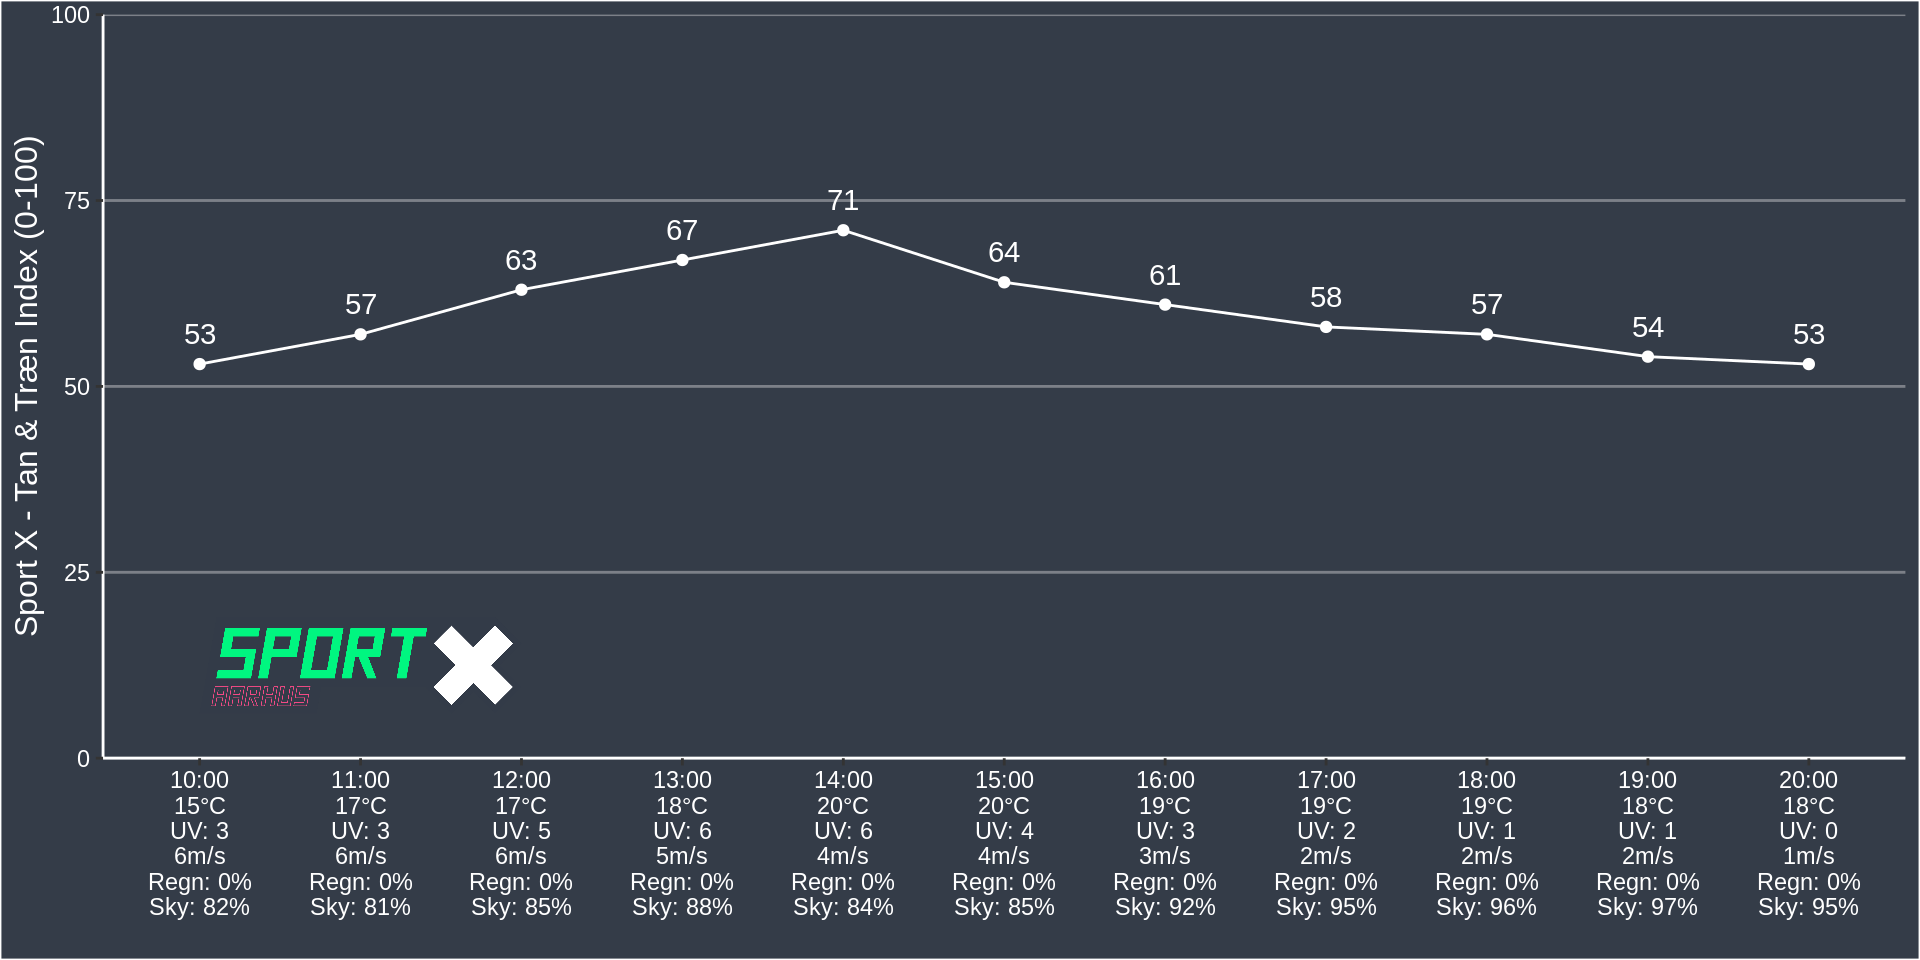 Sport X - Tan & Træn Index (0-100)
100
75
50
25
0
53
57
63
67
71
64
61
58
57
54
53
SPORT X
AARHUS
10:00 11:00 12:00 13:00 14:00 15:00 16:00 17:00 18:00 19:00 20:00
15°C 17°C 17°C 18°C 20°C 20°C 19°C 19°C 19°C 18°C 18°C
UV: 3 UV: 3 UV: 5 UV: 6 UV: 6 UV: 4 UV: 3 UV: 2 UV: 1 UV: 1 UV: 0
6m/s 6m/s 6m/s 5m/s 4m/s 4m/s 3m/s 2m/s 2m/s 2m/s 1m/s
Regn: 0% Regn: 0% Regn: 0% Regn: 0% Regn: 0% Regn: 0% Regn: 0% Regn: 0% Regn: 0% Regn: 0% Regn: 0%
Sky: 82% Sky: 81% Sky: 85% Sky: 88% Sky: 84% Sky: 85% Sky: 92% Sky: 95% Sky: 96% Sky: 97% Sky: 95%